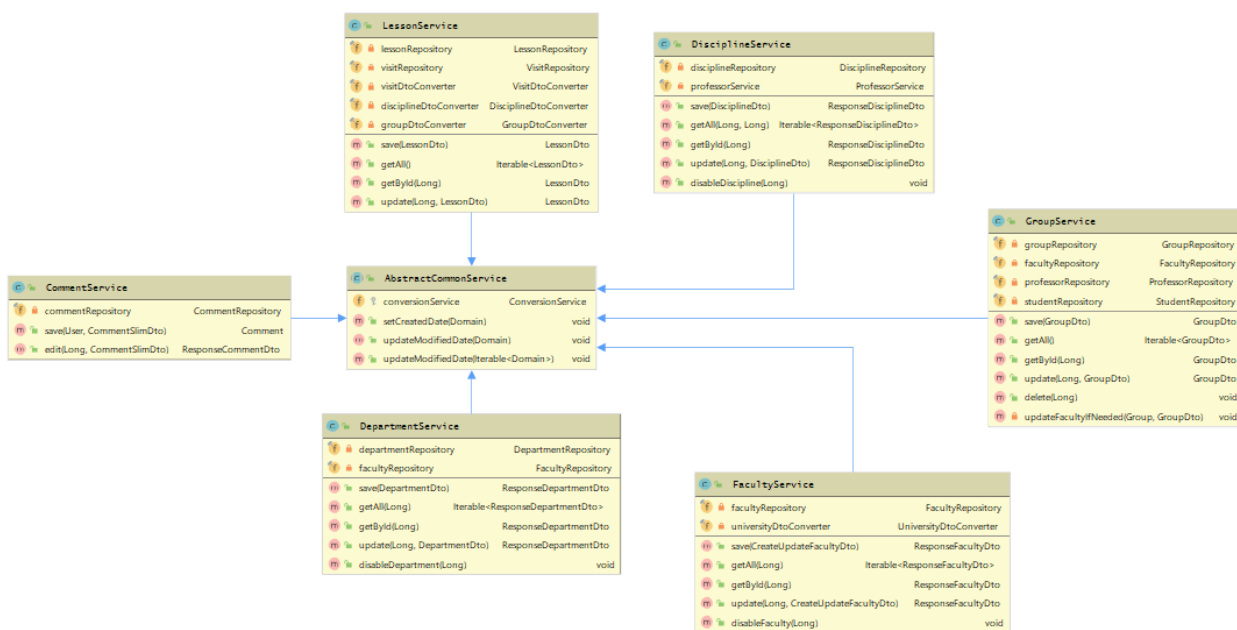 LessonService
lessonRepository LessonRepository
visitRepository VisitRepository
visitDtoConverter VisitDtoConverter
disciplineDtoConverter DisciplineDtoConverter
groupDtoConverter GroupDtoConverter
save(LessonDto) LessonDto
getAll() Iterable<LessonDto>
getById(Long) LessonDto
update(Long, LessonDto) LessonDto
DisciplineService
disciplineRepository DisciplineRepository
professorService ProfessorService
save(DisciplineDto) ResponseDisciplineDto
getAll(Long, Long) Iterable<ResponseDisciplineDto>
getById(Long) ResponseDisciplineDto
update(Long, DisciplineDto) ResponseDisciplineDto
disableDiscipline(Long) void
GroupService
groupRepository GroupRepository
facultyRepository FacultyRepository
professorRepository ProfessorRepository
studentRepository StudentRepository
save(GroupDto) GroupDto
getAll() Iterable<GroupDto>
getById(Long) GroupDto
update(Long, GroupDto) GroupDto
delete(Long) void
updateFacultyIfNeeded(Group, GroupDto) void
CommentService
commentRepository CommentRepository
save(User, CommentSlimDto) Comment
edit(Long, CommentSlimDto) ResponseCommentDto
AbstractCommonService
conversionService ConversionService
setCreatedDate(Domain) void
updateModifiedDate(Domain) void
updateModifiedDate(Iterable<Domain>) void
DepartmentService
departmentRepository DepartmentRepository
facultyRepository FacultyRepository
save(DepartmentDto) ResponseDepartmentDto
getAll(Long) Iterable<ResponseDepartmentDto>
getById(Long) ResponseDepartmentDto
update(Long, DepartmentDto) ResponseDepartmentDto
disableDepartment(Long) void
FacultyService
facultyRepository FacultyRepository
universityDtoConverter UniversityDtoConverter
save(CreateUpdateFacultyDto) ResponseFacultyDto
getAll(Long) Iterable<ResponseFacultyDto>
getById(Long) ResponseFacultyDto
update(Long, CreateUpdateFacultyDto) ResponseFacultyDto
disableFaculty(Long) void